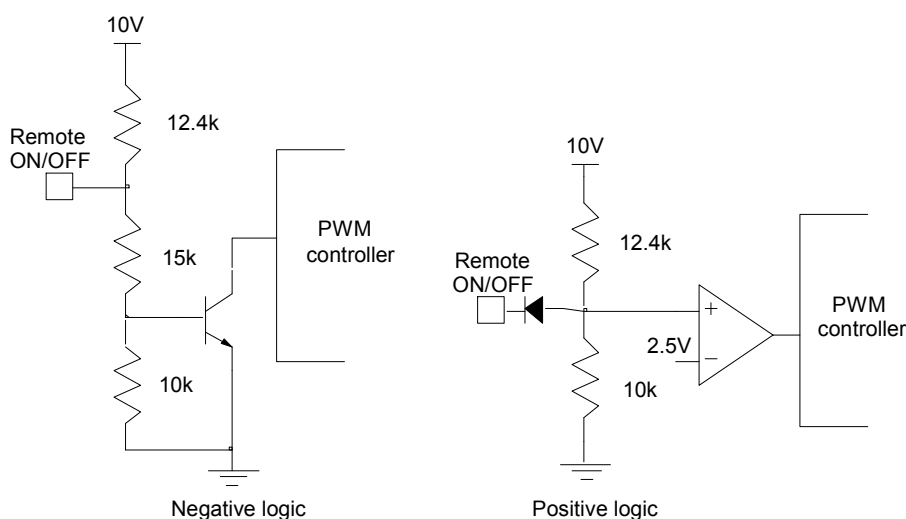 10V
12.4k
Remote
ON/OFF
15k
10k
PWM
controller
Negative logic
10V
12.4k
Remote
ON/OFF
+
2.5V
−
10k
PWM
controller
Positive logic